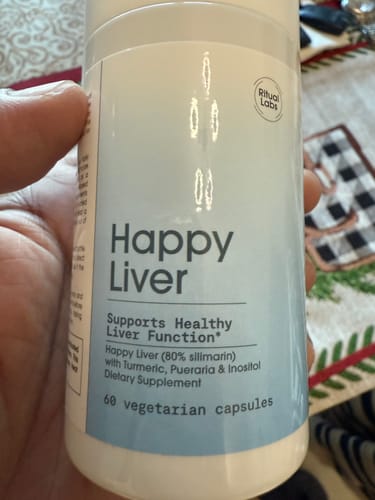 Ritual
Labs
Happy
Liver
Supports Healthy
Liver Function*
Happy Liver (80% silimarin)
with Turmeric, Pueraria & Inositol
Dietary Supplement
60 vegetarian capsules